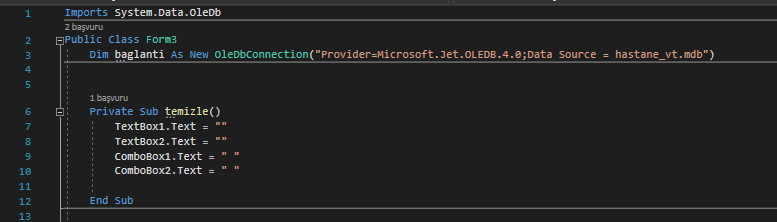 1 Imports System.Data.OleDb
2 başvuru
2 Public Class Form3
3 Dim baglanti As New OleDbConnection("Provider=Microsoft.Jet.OLEDB.4.0;Data Source = hastane_vt.mdb")
4
5
1 başvuru
6 Private Sub temizle()
7 TextBox1.Text = ""
8 TextBox2.Text = ""
9 ComboBox1.Text = " "
10 ComboBox2.Text = " "
11
12 End Sub
13